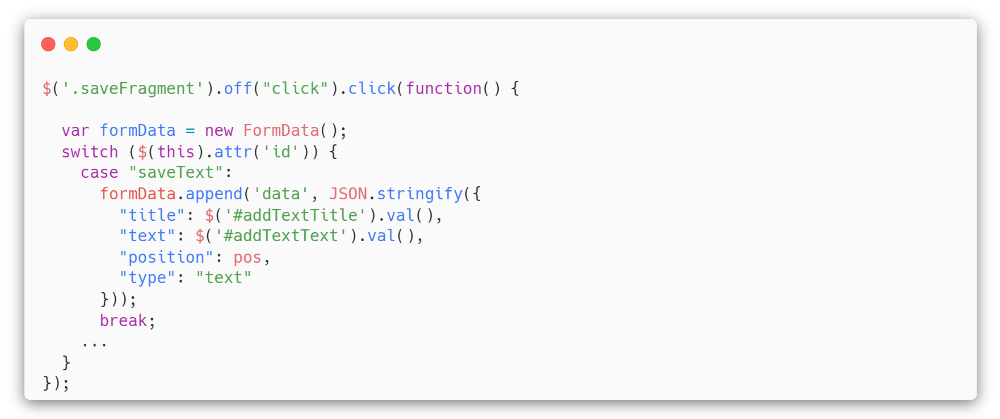 $('.saveFragment').off("click").click(function() {
var formData = new FormData();
switch ($(this).attr('id')) {
case "saveText":
formData.append('data', JSON.stringify({
"title": $('#addTextTitle').val(),
"text": $('#addTextText').val(),
"position": pos,
"type": "text"
}));
break;
...
}
});